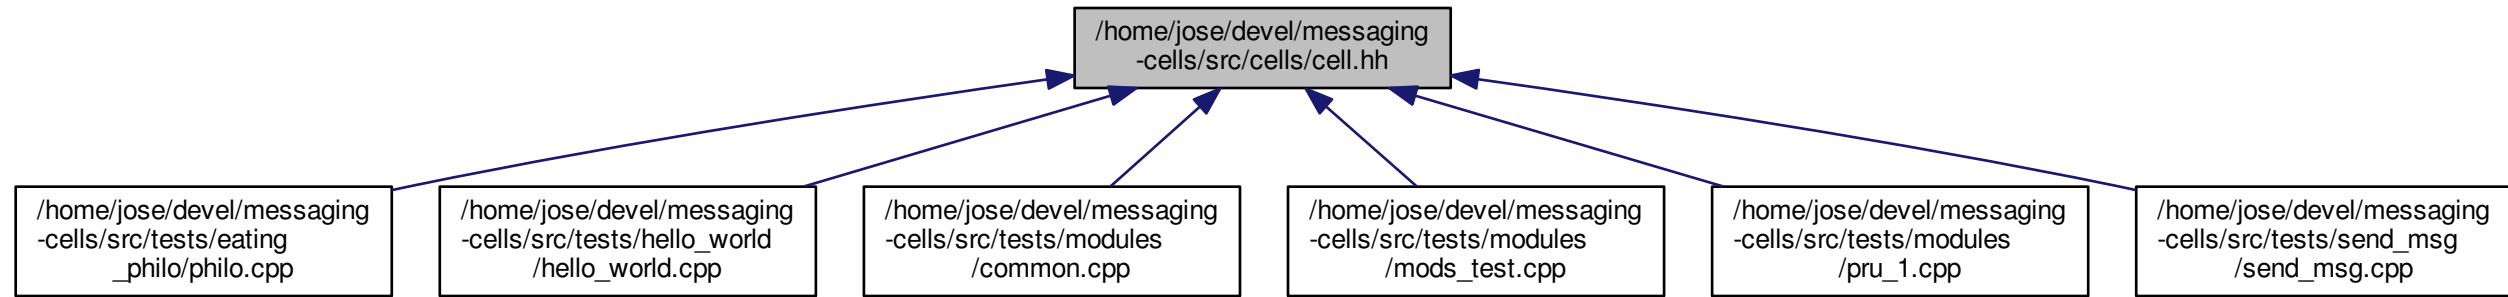 /home/jose/devel/messaging
-cells/src/cells/cell.hh
/home/jose/devel/messaging
-cells/src/tests/eating
_philo/philo.cpp
/home/jose/devel/messaging
-cells/src/tests/hello_world
/hello_world.cpp
/home/jose/devel/messaging
-cells/src/tests/modules
/common.cpp
/home/jose/devel/messaging
-cells/src/tests/modules
/mods_test.cpp
/home/jose/devel/messaging
-cells/src/tests/modules
/pru_1.cpp
/home/jose/devel/messaging
-cells/src/tests/send_msg
/send_msg.cpp